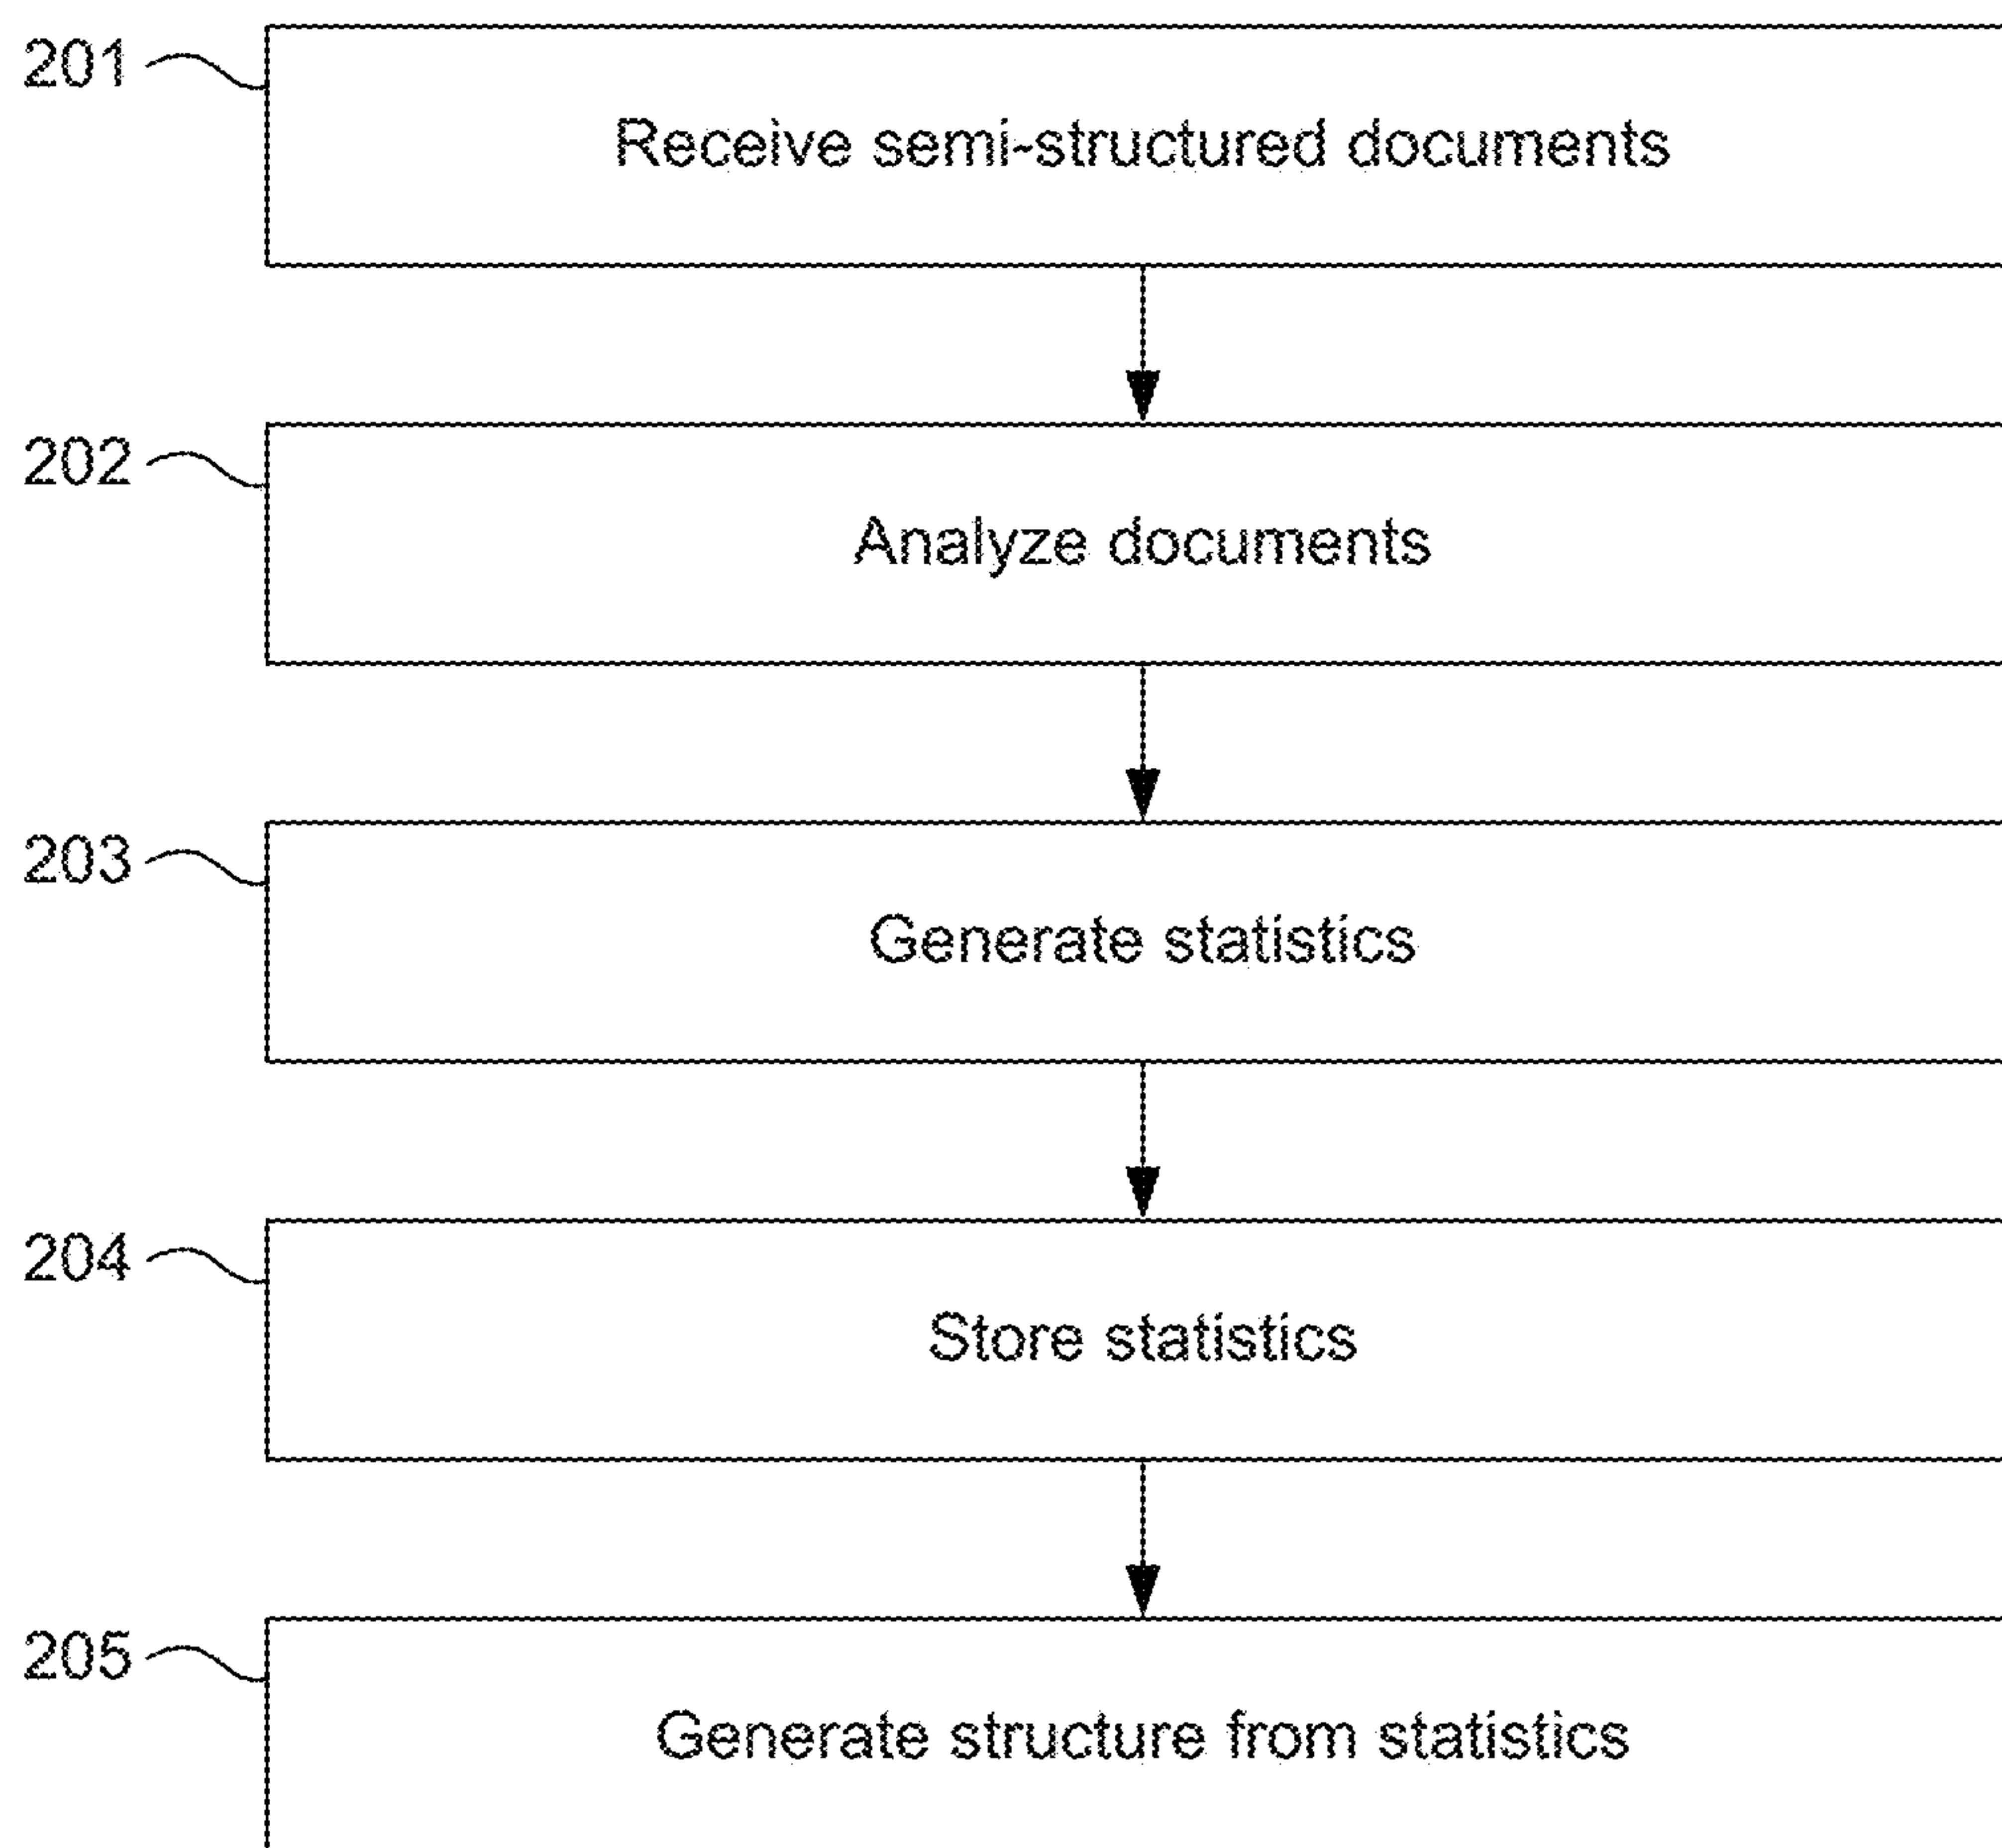 201
Receive semi-structured documents
202
Analyze documents
203
Generate statistics
204
Store statistics
205
Generate structure from statistics